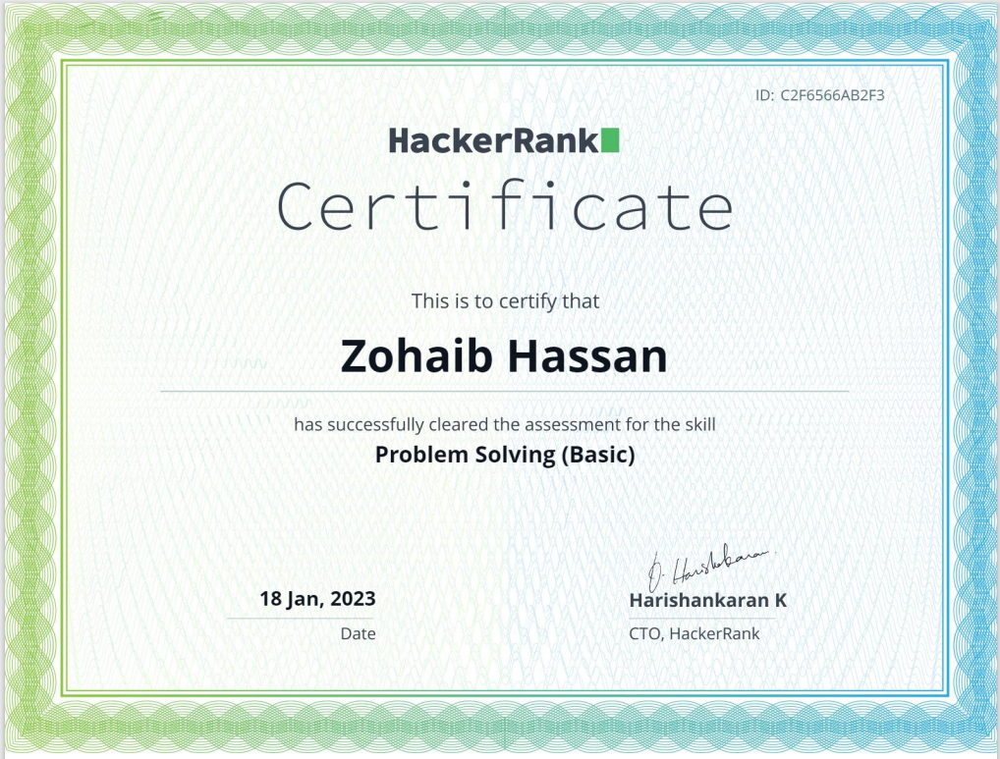 ID: C2F6566AB2F3
HackerRank
Certificate
This is to certify that
Zohaib Hassan
has successfully cleared the assessment for the skill
Problem Solving (Basic)
18 Jan, 2023
Date
H. Harishankaran
Harishankaran K
CTO, HackerRank